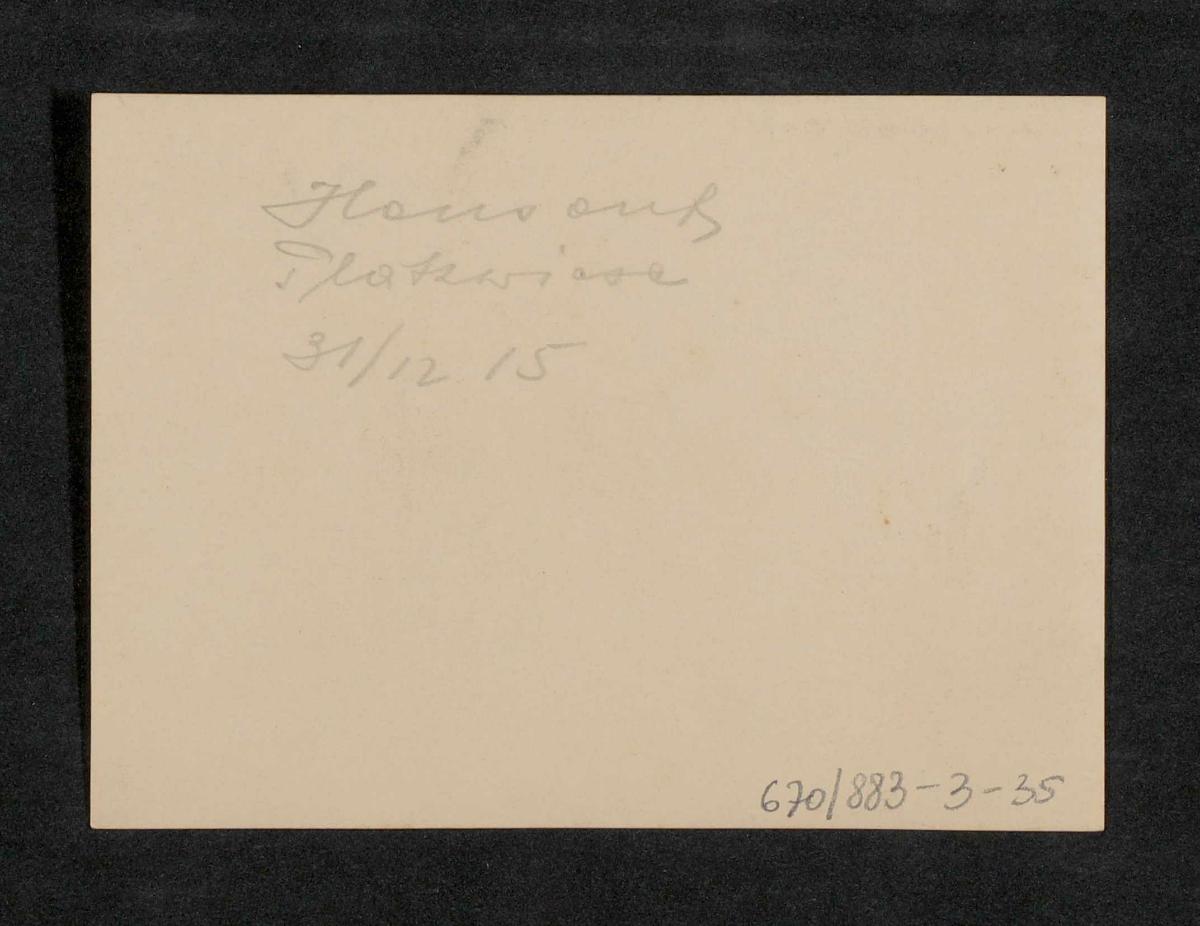 Haus auf
Platzwiese
31/12 15
670/883-3-35